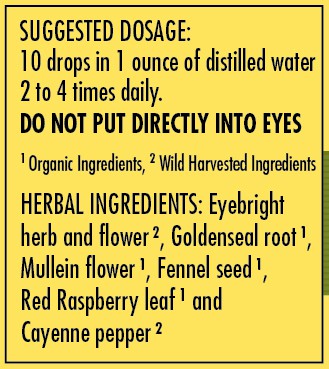 SUGGESTED DOSAGE:
10 drops in 1 ounce of distilled water
2 to 4 times daily.
DO NOT PUT DIRECTLY INTO EYES
¹ Organic Ingredients, ² Wild Harvested Ingredients
HERBAL INGREDIENTS: Eyebright
herb and flower ², Goldenseal root ¹,
Mullein flower ¹, Fennel seed ¹,
Red Raspberry leaf ¹ and
Cayenne pepper ²